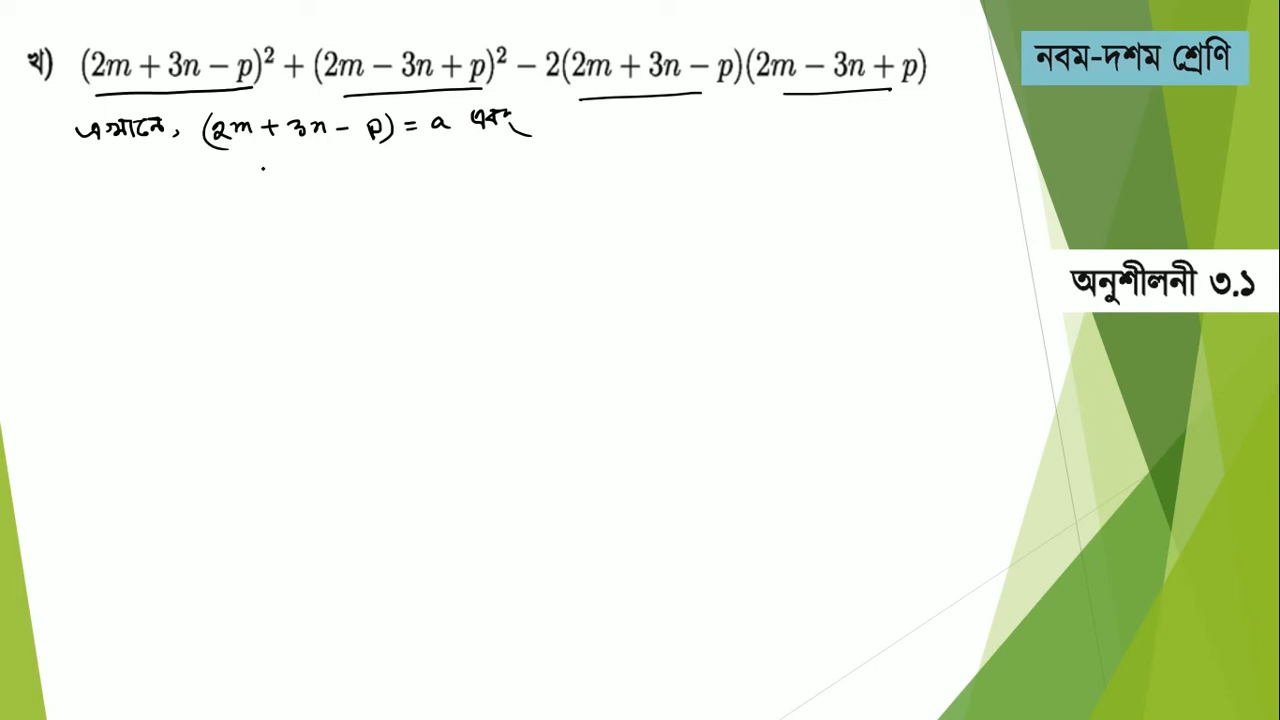 খ) (2m + 3n − p)² + (2m − 3n + p)² − 2(2m + 3n − p)(2m − 3n + p)
নবম-দশম শ্রেণি
এখানে, (2m + 3n − p) = a এবং
অনুশীলনী ৩.১